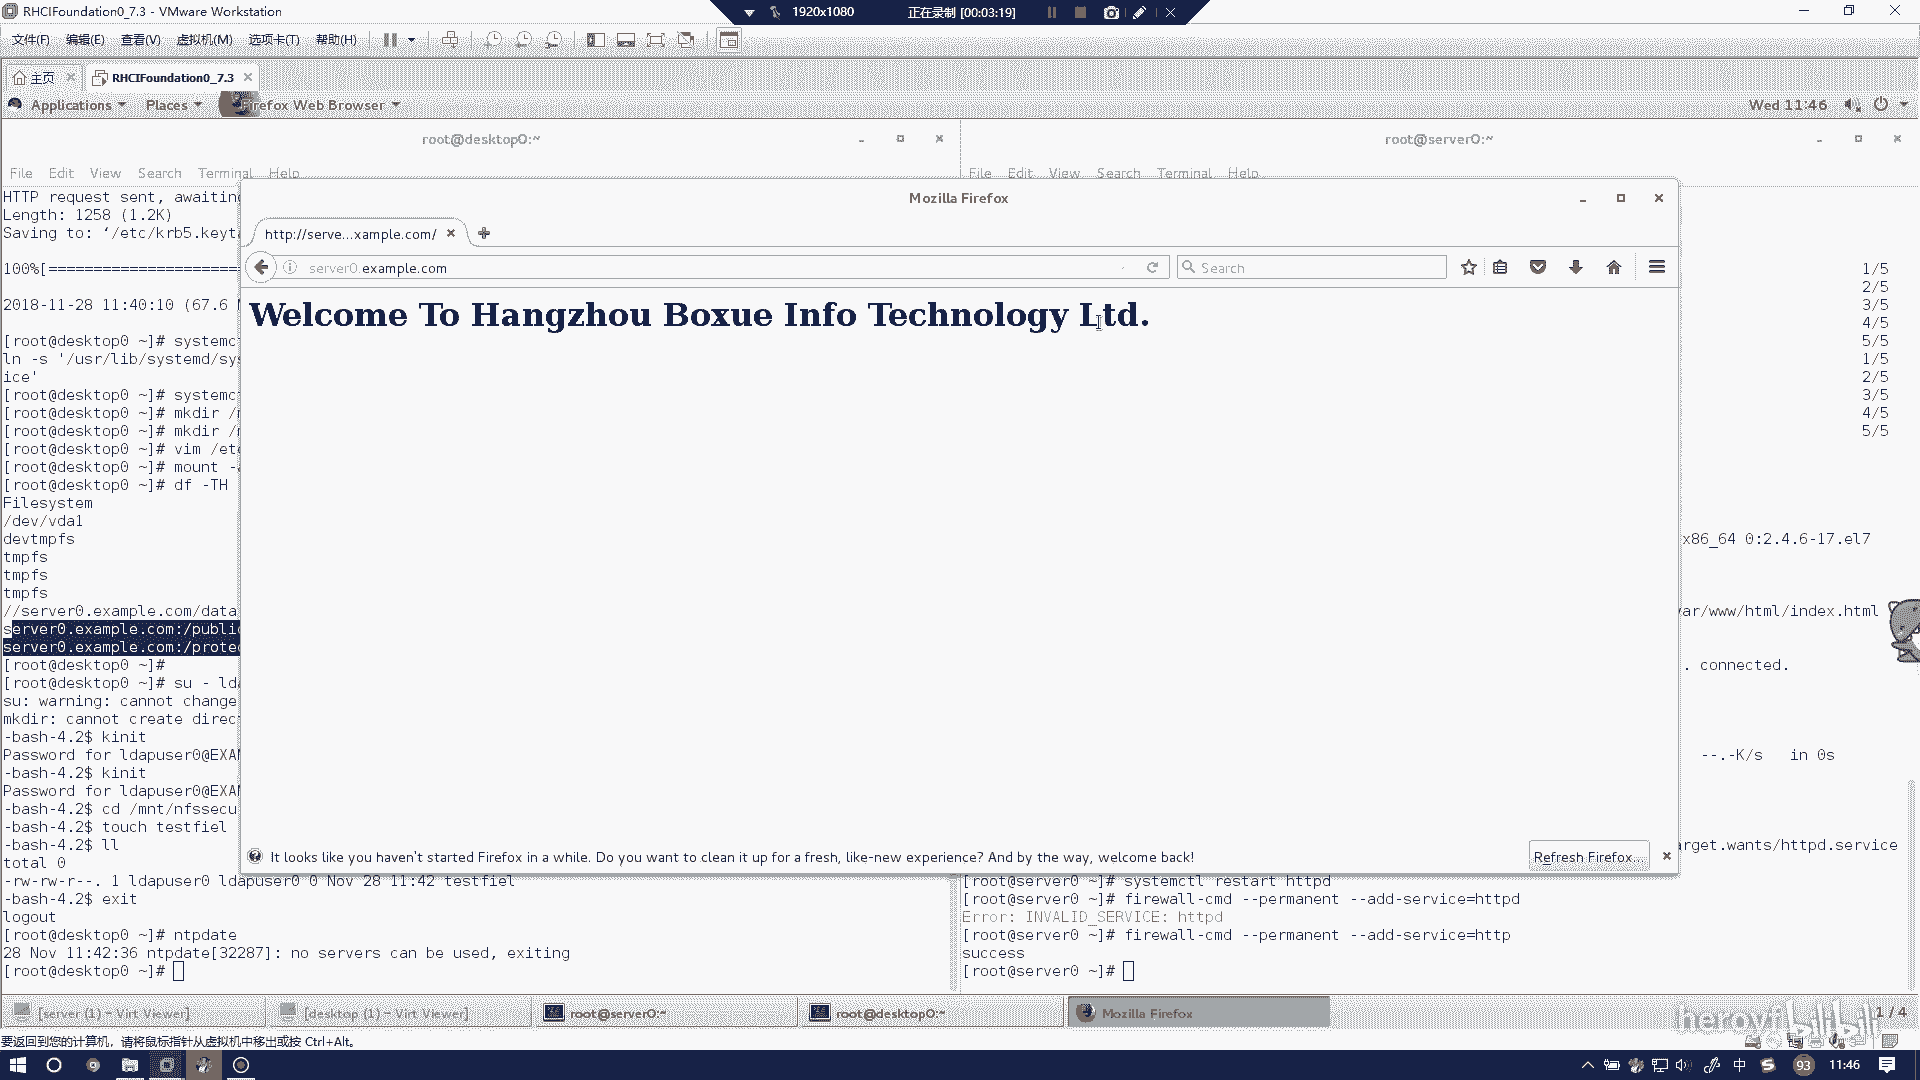 RHCIFoundation0_7.3 - VMware Workstation
1920x1080
正在录制 [00:03:19]
文件(F) 编辑(E) 查看(V) 虚拟机(M) 选项卡(T) 帮助(H)
主页
RHCIFoundation0_7.3
Applications Places Firefox Web Browser
Wed 11:46
root@desktop0:~
root@server0:~
File Edit View Search Terminal Help
File Edit View Search Terminal Help
HTTP request sent, awaitin
Length: 1258 (1.2K)
Saving to: ‘/etc/krb5.keyt
100%[======================
2018-11-28 11:40:10 (67.6
[root@desktop0 ~]# systemc
ln -s '/usr/lib/systemd/sys
ice'
[root@desktop0 ~]# systemc
[root@desktop0 ~]# mkdir /
[root@desktop0 ~]# mkdir /
[root@desktop0 ~]# vim /et
[root@desktop0 ~]# mount -
[root@desktop0 ~]# df -TH
Filesystem
/dev/vda1
devtmpfs
tmpfs
tmpfs
tmpfs
//server0.example.com/data
server0.example.com:/public
server0.example.com:/protec
[root@desktop0 ~]#
[root@desktop0 ~]# su - lda
su: warning: cannot change
mkdir: cannot create direc
-bash-4.2$ kinit
Password for ldapuser0@EXA
-bash-4.2$ kinit
Password for ldapuser0@EXA
-bash-4.2$ cd /mnt/nfssecu
-bash-4.2$ touch testfiel
-bash-4.2$ ll
total 0
-rw-rw-r--. 1 ldapuser0 ldapuser0 0 Nov 28 11:42 testfiel
-bash-4.2$ exit
logout
[root@desktop0 ~]# ntpdate
28 Nov 11:42:36 ntpdate[32287]: no servers can be used, exiting
[root@desktop0 ~]#
Mozilla Firefox
http://serve...xample.com/
server0.example.com
Search
Welcome To Hangzhou Boxue Info Technology Ltd.
It looks like you haven't started Firefox in a while. Do you want to clean it up for a fresh, like-new experience? And by the way, welcome back!
Refresh Firefox...
1/5
2/5
3/5
4/5
5/5
1/5
2/5
3/5
4/5
5/5
x86_64 0:2.4.6-17.el7
var/www/html/index.html
. connected.
--.-K/s in 0s
arget.wants/httpd.service
[root@server0 ~]# systemctl restart httpd
[root@server0 ~]# firewall-cmd --permanent --add-service=httpd
Error: INVALID_SERVICE: httpd
[root@server0 ~]# firewall-cmd --permanent --add-service=http
success
[root@server0 ~]#
[server (1) - Virt Viewer]
[desktop (1) - Virt Viewer]
root@server0:~
root@desktop0:~
Mozilla Firefox
1 / 4
bilibili
要返回到您的计算机，请将鼠标指针从虚拟机中移出或按 Ctrl+Alt。
中
93
11:46